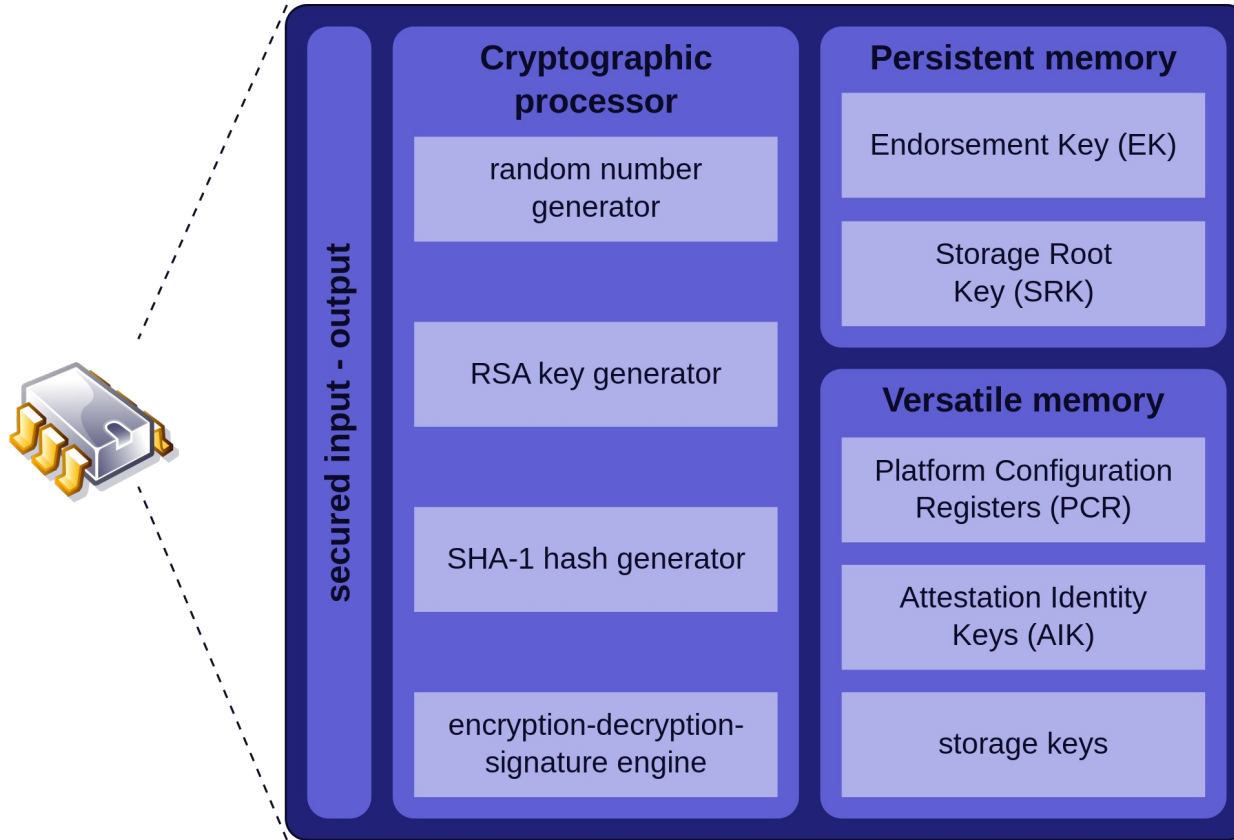 secured input - output
Cryptographic
processor
random number
generator
RSA key generator
SHA-1 hash generator
encryption-decryption-
signature engine
Persistent memory
Endorsement Key (EK)
Storage Root
Key (SRK)
Versatile memory
Platform Configuration
Registers (PCR)
Attestation Identity
Keys (AIK)
storage keys